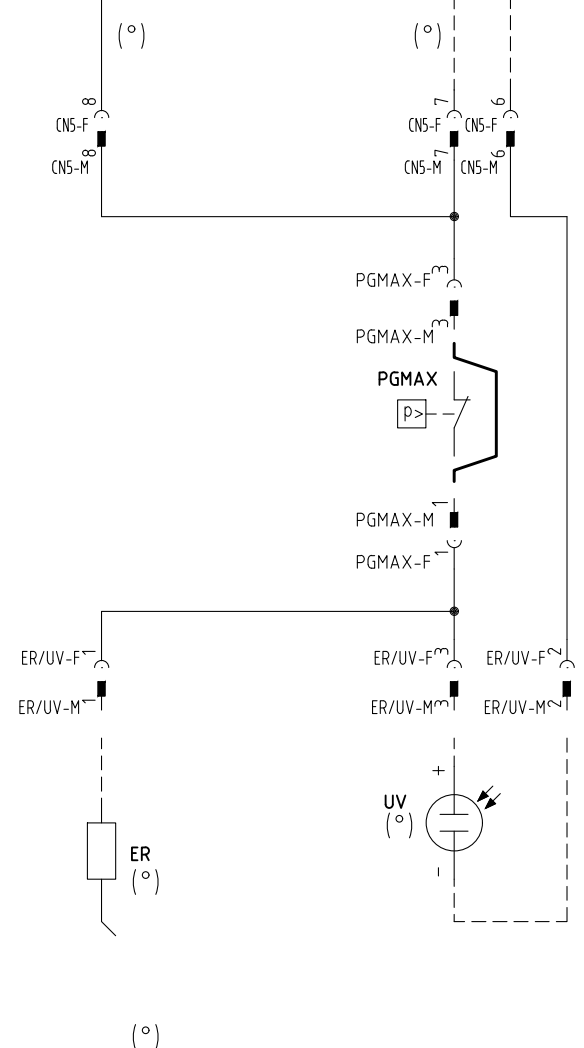 (°) (°)
8 7 6
CN5-F CN5-F CN5-F
8 7 6
CN5-M CN5-M CN5-M
3
PGMAX-F
3
PGMAX-M
PGMAX
p>
1
PGMAX-M
1
PGMAX-F
1 3 2
ER/UV-F ER/UV-F ER/UV-F
1 3 2
ER/UV-M ER/UV-M ER/UV-M
+
UV
(°)
ER
(°)
-
(°)